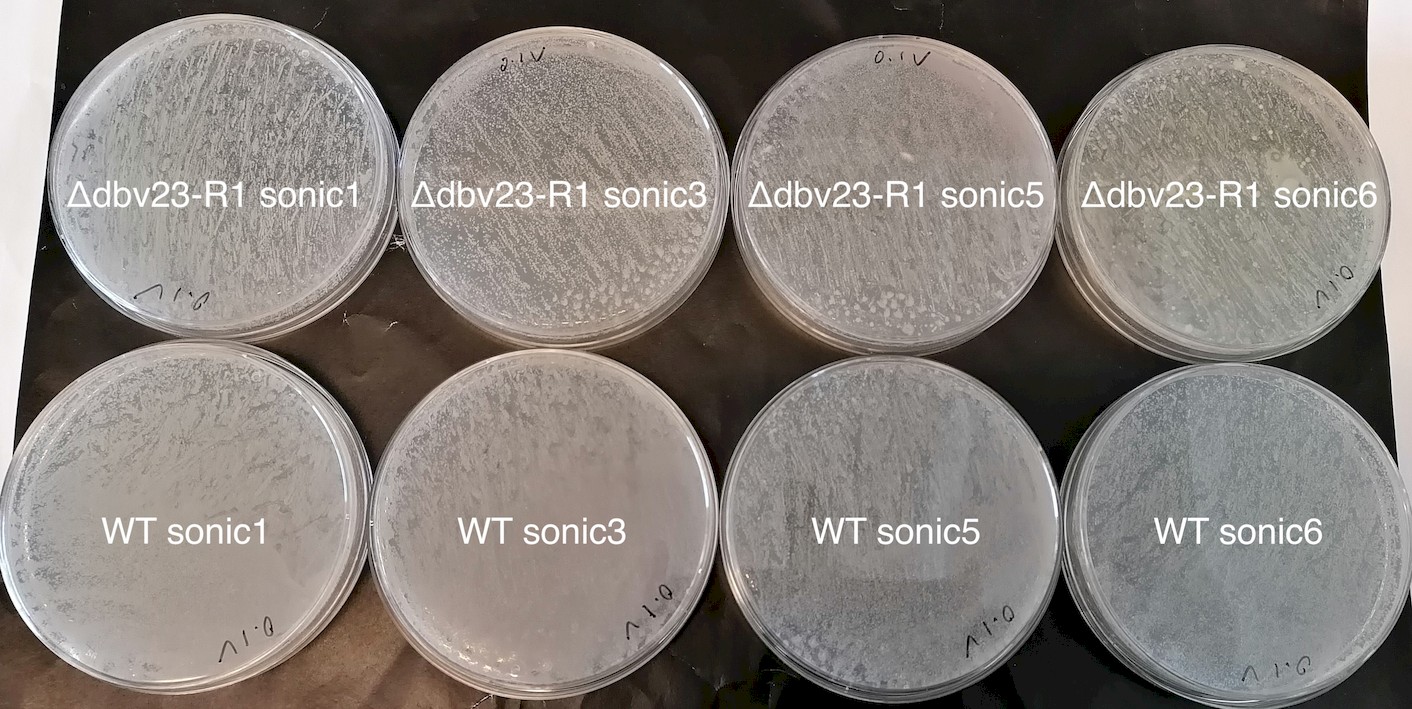 0.1V
0.1V
Δdbv23-R1 sonic1
Δdbv23-R1 sonic3
Δdbv23-R1 sonic5
Δdbv23-R1 sonic6
0.1V
0.1V
WT sonic1
WT sonic3
WT sonic5
WT sonic6
0.1V
0.1V
0.1V
0.1V